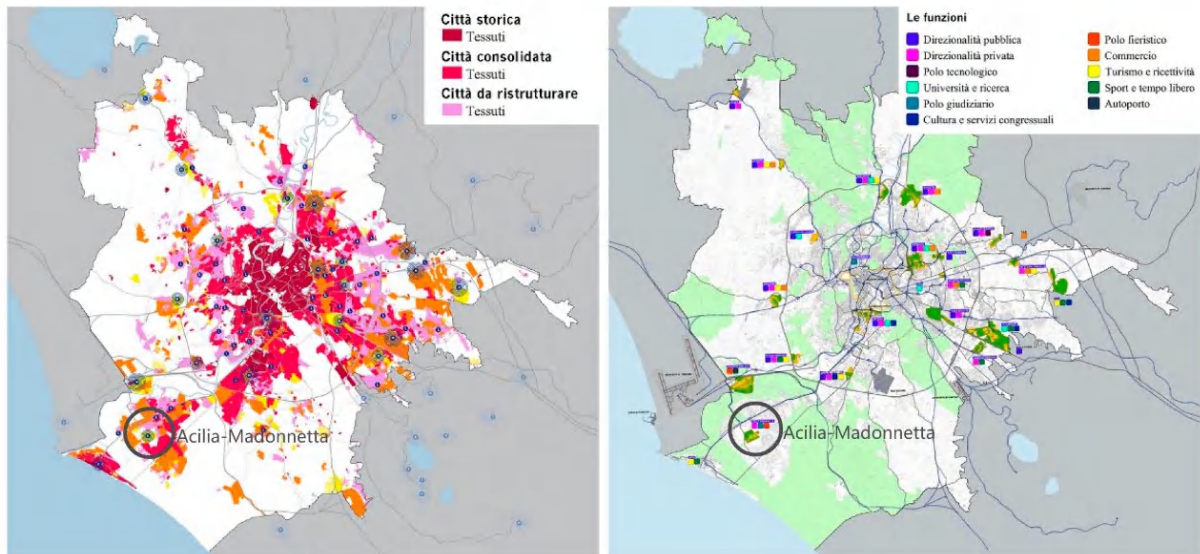 Città storica
Tessuti
Città consolidata
Tessuti
Città da ristrutturare
Tessuti
Acilia-Madonnetta
Le funzioni
Direzionalità pubblica
Direzionalità privata
Polo tecnologico
Università e ricerca
Polo giudiziario
Cultura e servizi congressuali
Polo fieristico
Commercio
Turismo e ricettività
Sport e tempo libero
Autoporto
Acilia-Madonnetta